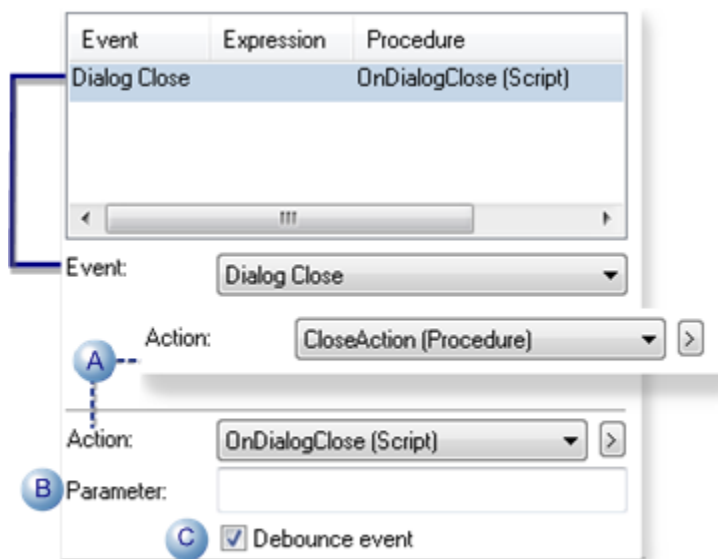 Event Expression Procedure
Dialog Close OnDialogClose (Script)
Event: Dialog Close
Action: CloseAction (Procedure) >
A
Action: OnDialogClose (Script) >
B Parameter:
C Debounce event